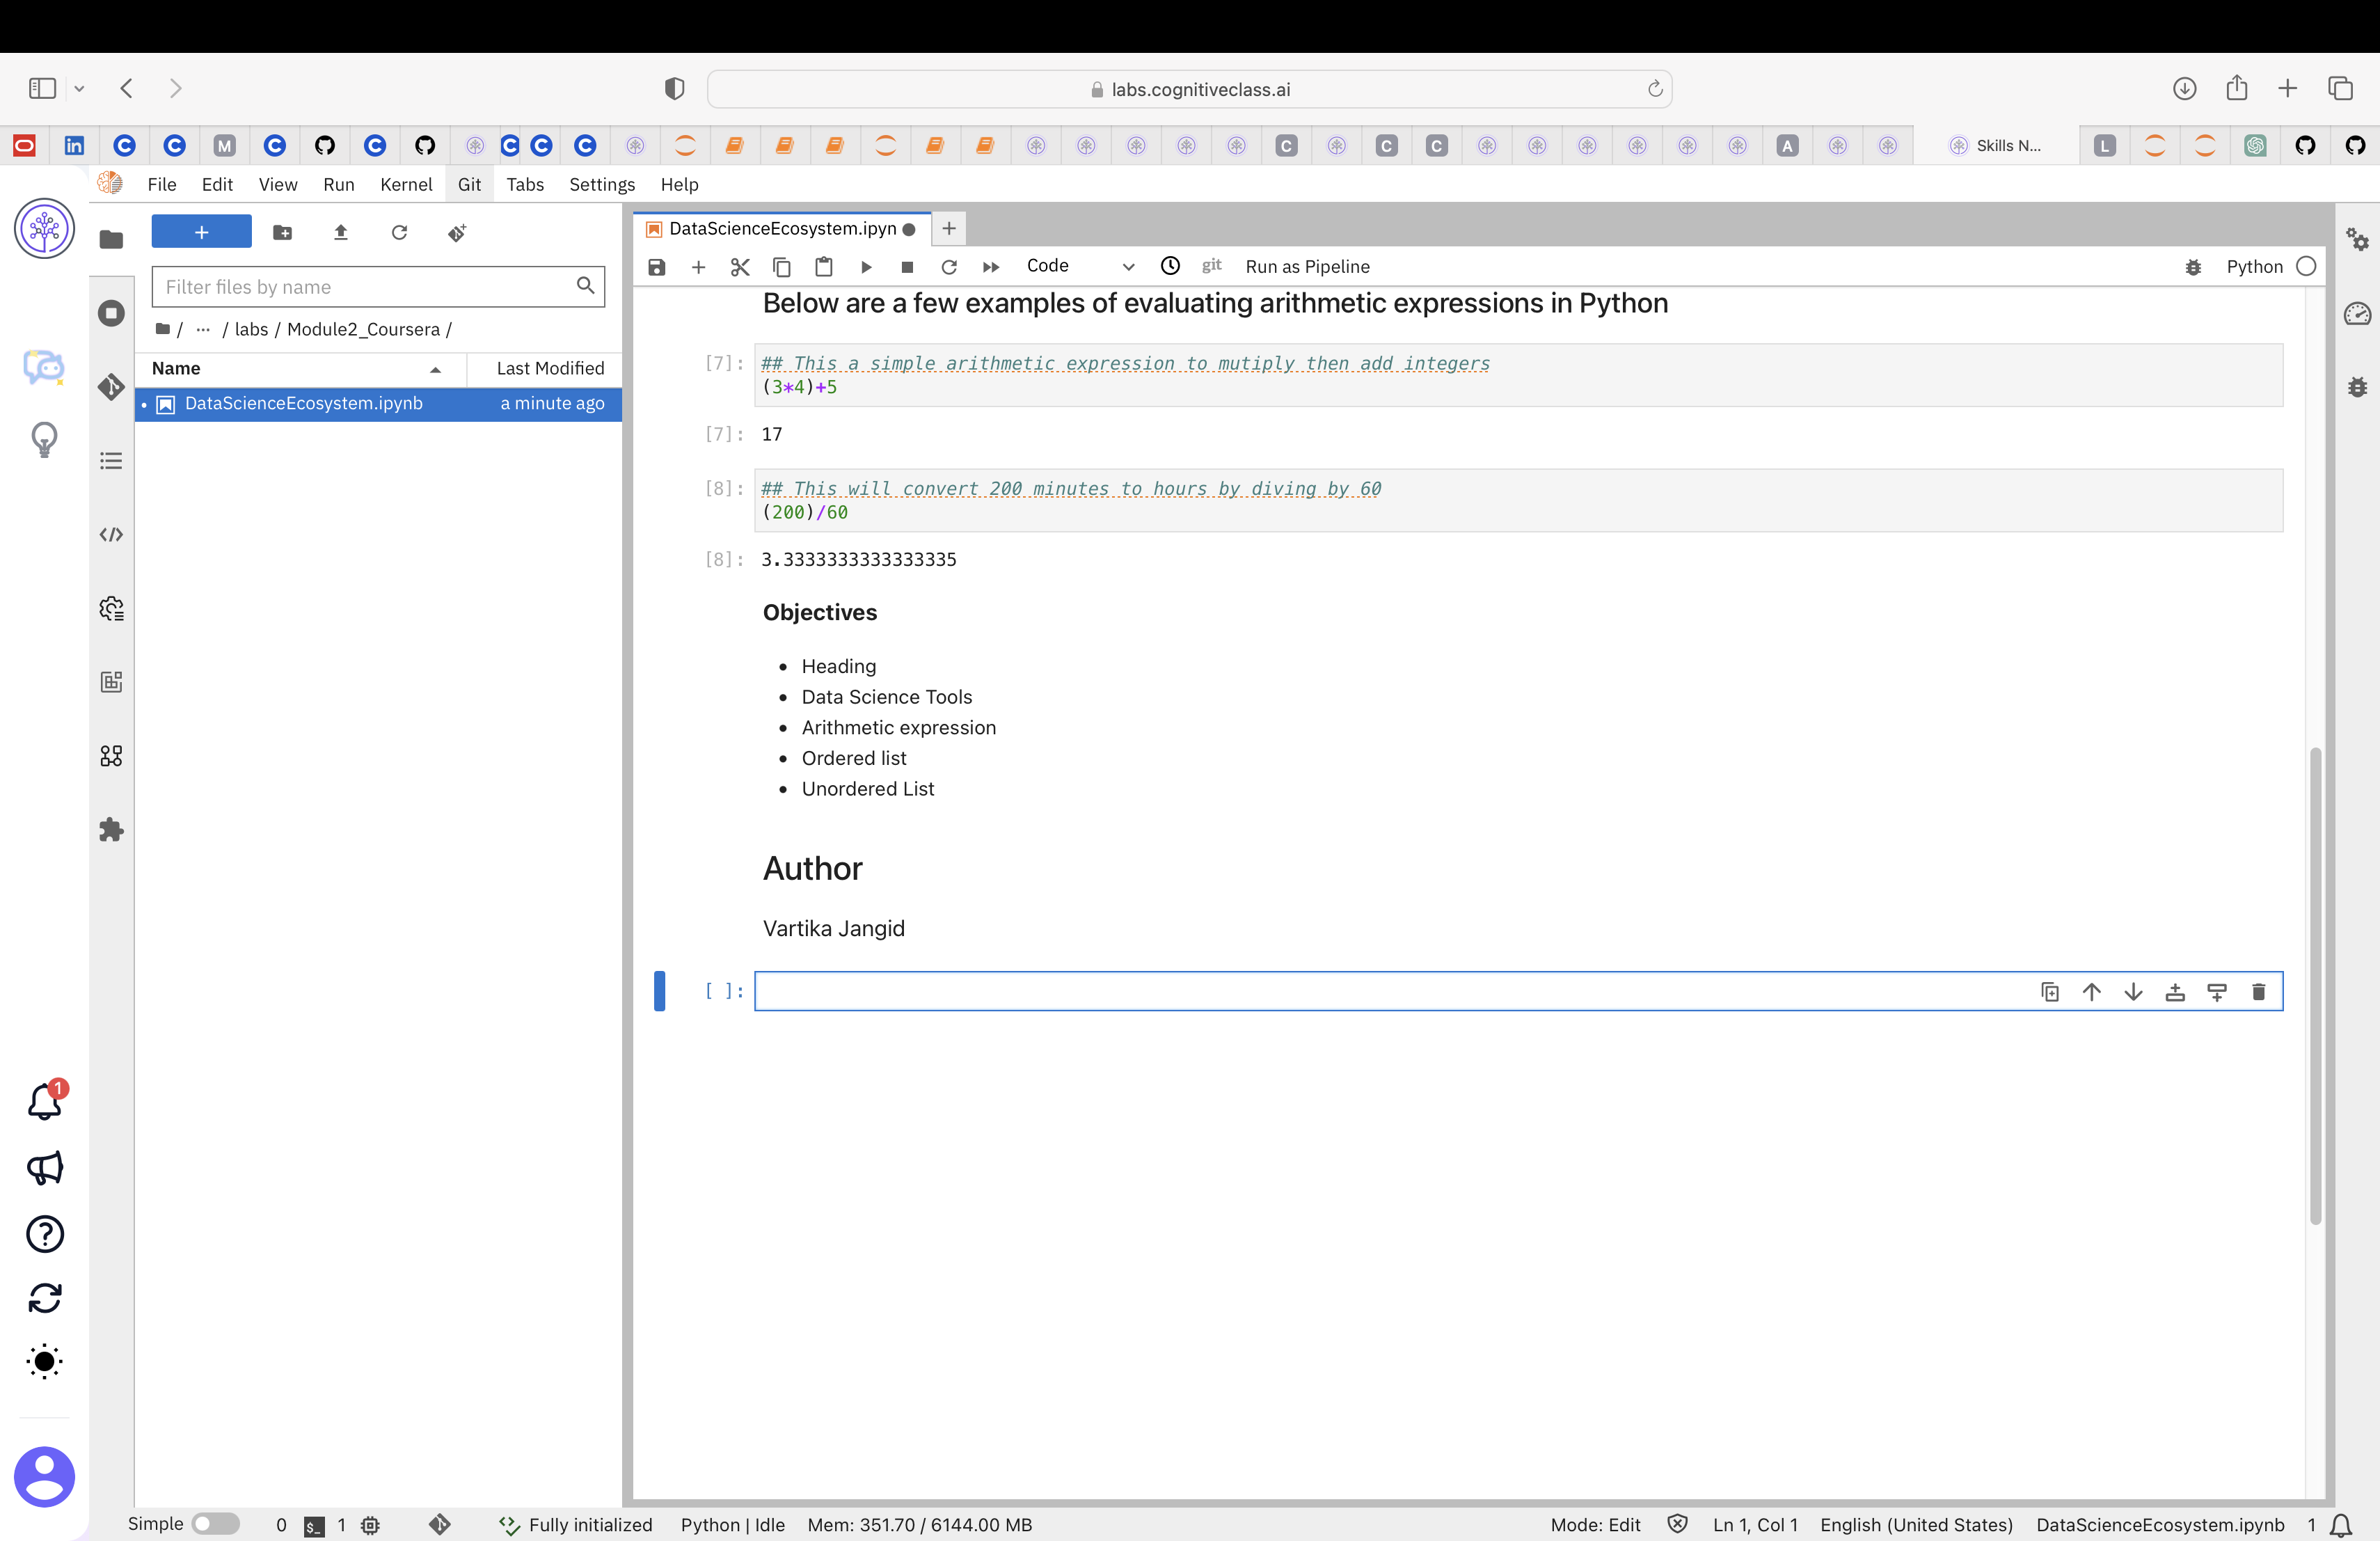 labs.cognitiveclass.ai
Skills N...
File Edit View Run Kernel Git Tabs Settings Help
Filter files by name
/ ... / labs / Module2_Coursera /
Name Last Modified
DataScienceEcosystem.ipynb a minute ago
DataScienceEcosystem.ipyn
Code git Run as Pipeline Python
Below are a few examples of evaluating arithmetic expressions in Python
[7]: ## This a simple arithmetic expression to mutiply then add integers
(3*4)+5
[7]: 17
[8]: ## This will convert 200 minutes to hours by diving by 60
(200)/60
[8]: 3.3333333333333335
Objectives
• Heading
• Data Science Tools
• Arithmetic expression
• Ordered list
• Unordered List
Author
Vartika Jangid
[ ]:
1
Simple 0 $_ 1 Fully initialized Python | Idle Mem: 351.70 / 6144.00 MB Mode: Edit Ln 1, Col 1 English (United States) DataScienceEcosystem.ipynb 1